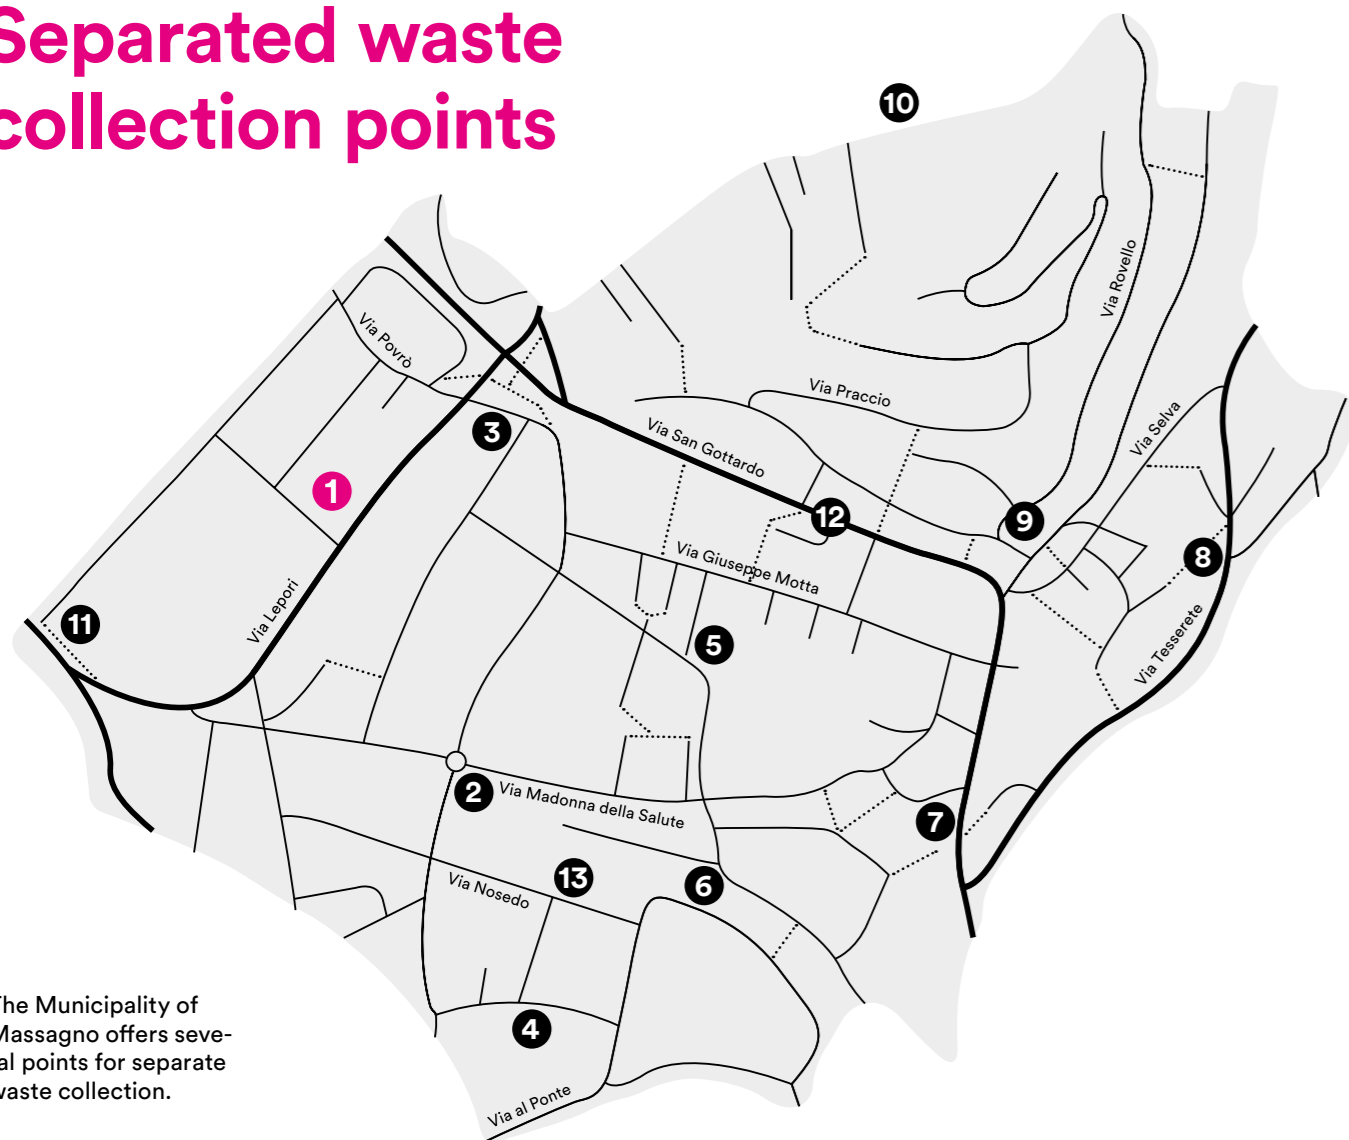 Separated waste
collection points
10
Via Rovello
Via Povrò
Via Praccio
Via Selva
3
Via San Gottardo
1
12
9
8
Via Giuseppe Motta
Via Lepori
11
5
Via Tesserete
2
Via Madonna della Salute
7
13
6
Via Nosedo
The Municipality of
Massagno offers seve-
al points for separate
waste collection.
4
Via al Ponte